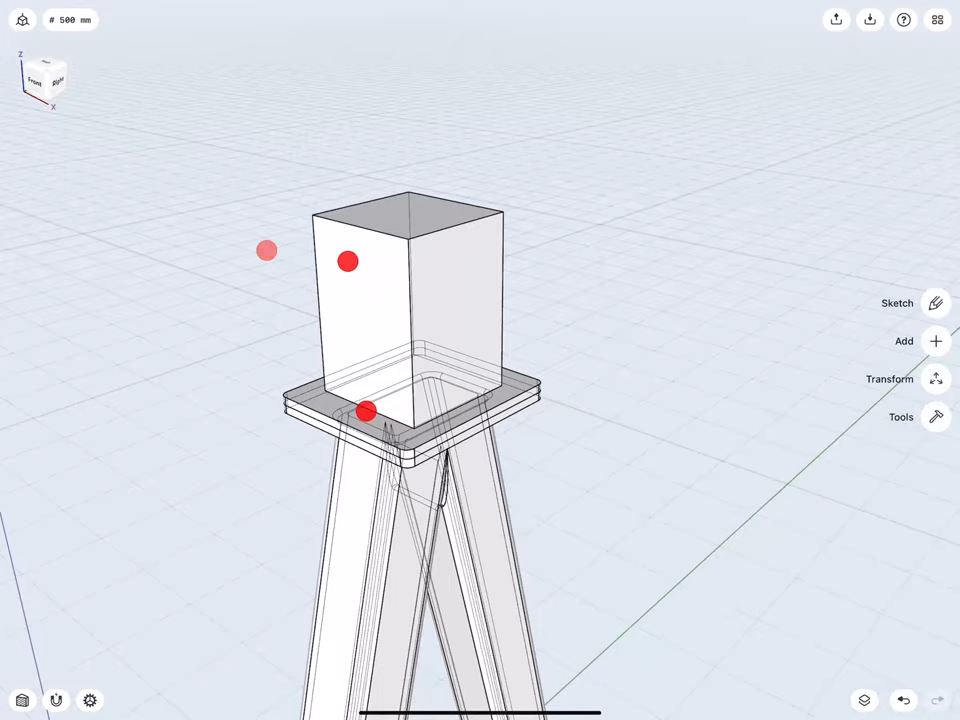 # 500 mm
Z
Front
Right
X
Sketch
Add
Transform
Tools